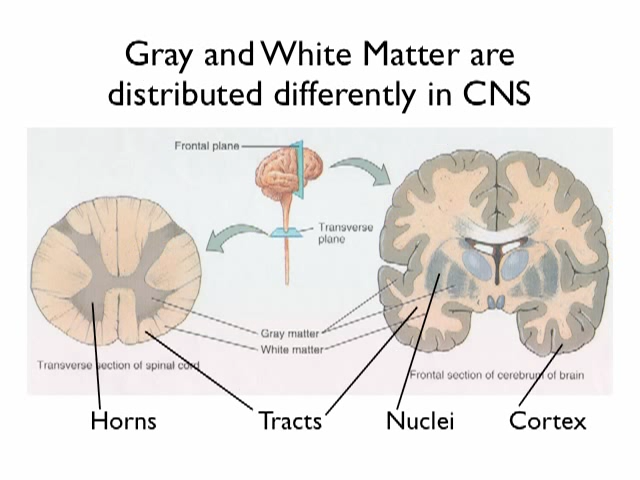 Gray and White Matter are
distributed differently in CNS
Frontal plane
Transverse
plane
Gray matter
White matter
Transverse section of spinal cord
Frontal section of cerebrum of brain
Horns
Tracts
Nuclei
Cortex